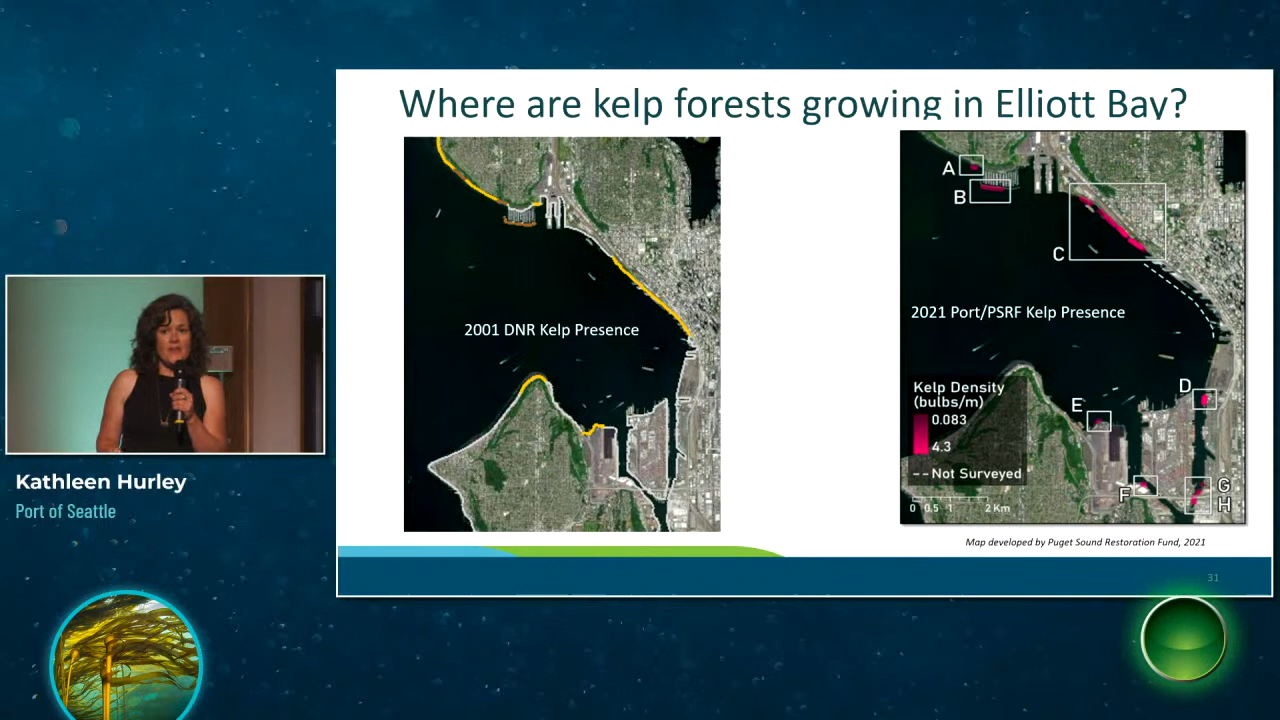 Where are kelp forests growing in Elliott Bay?
2001 DNR Kelp Presence
A
B
C
2021 Port/PSRF Kelp Presence
Kelp Density
(bulbs/m)
0.083
4.3
Not Surveyed
0 0.5 1 2 Km
D
E
F
G
H
Map developed by Puget Sound Restoration Fund, 2021
31
Kathleen Hurley
Port of Seattle